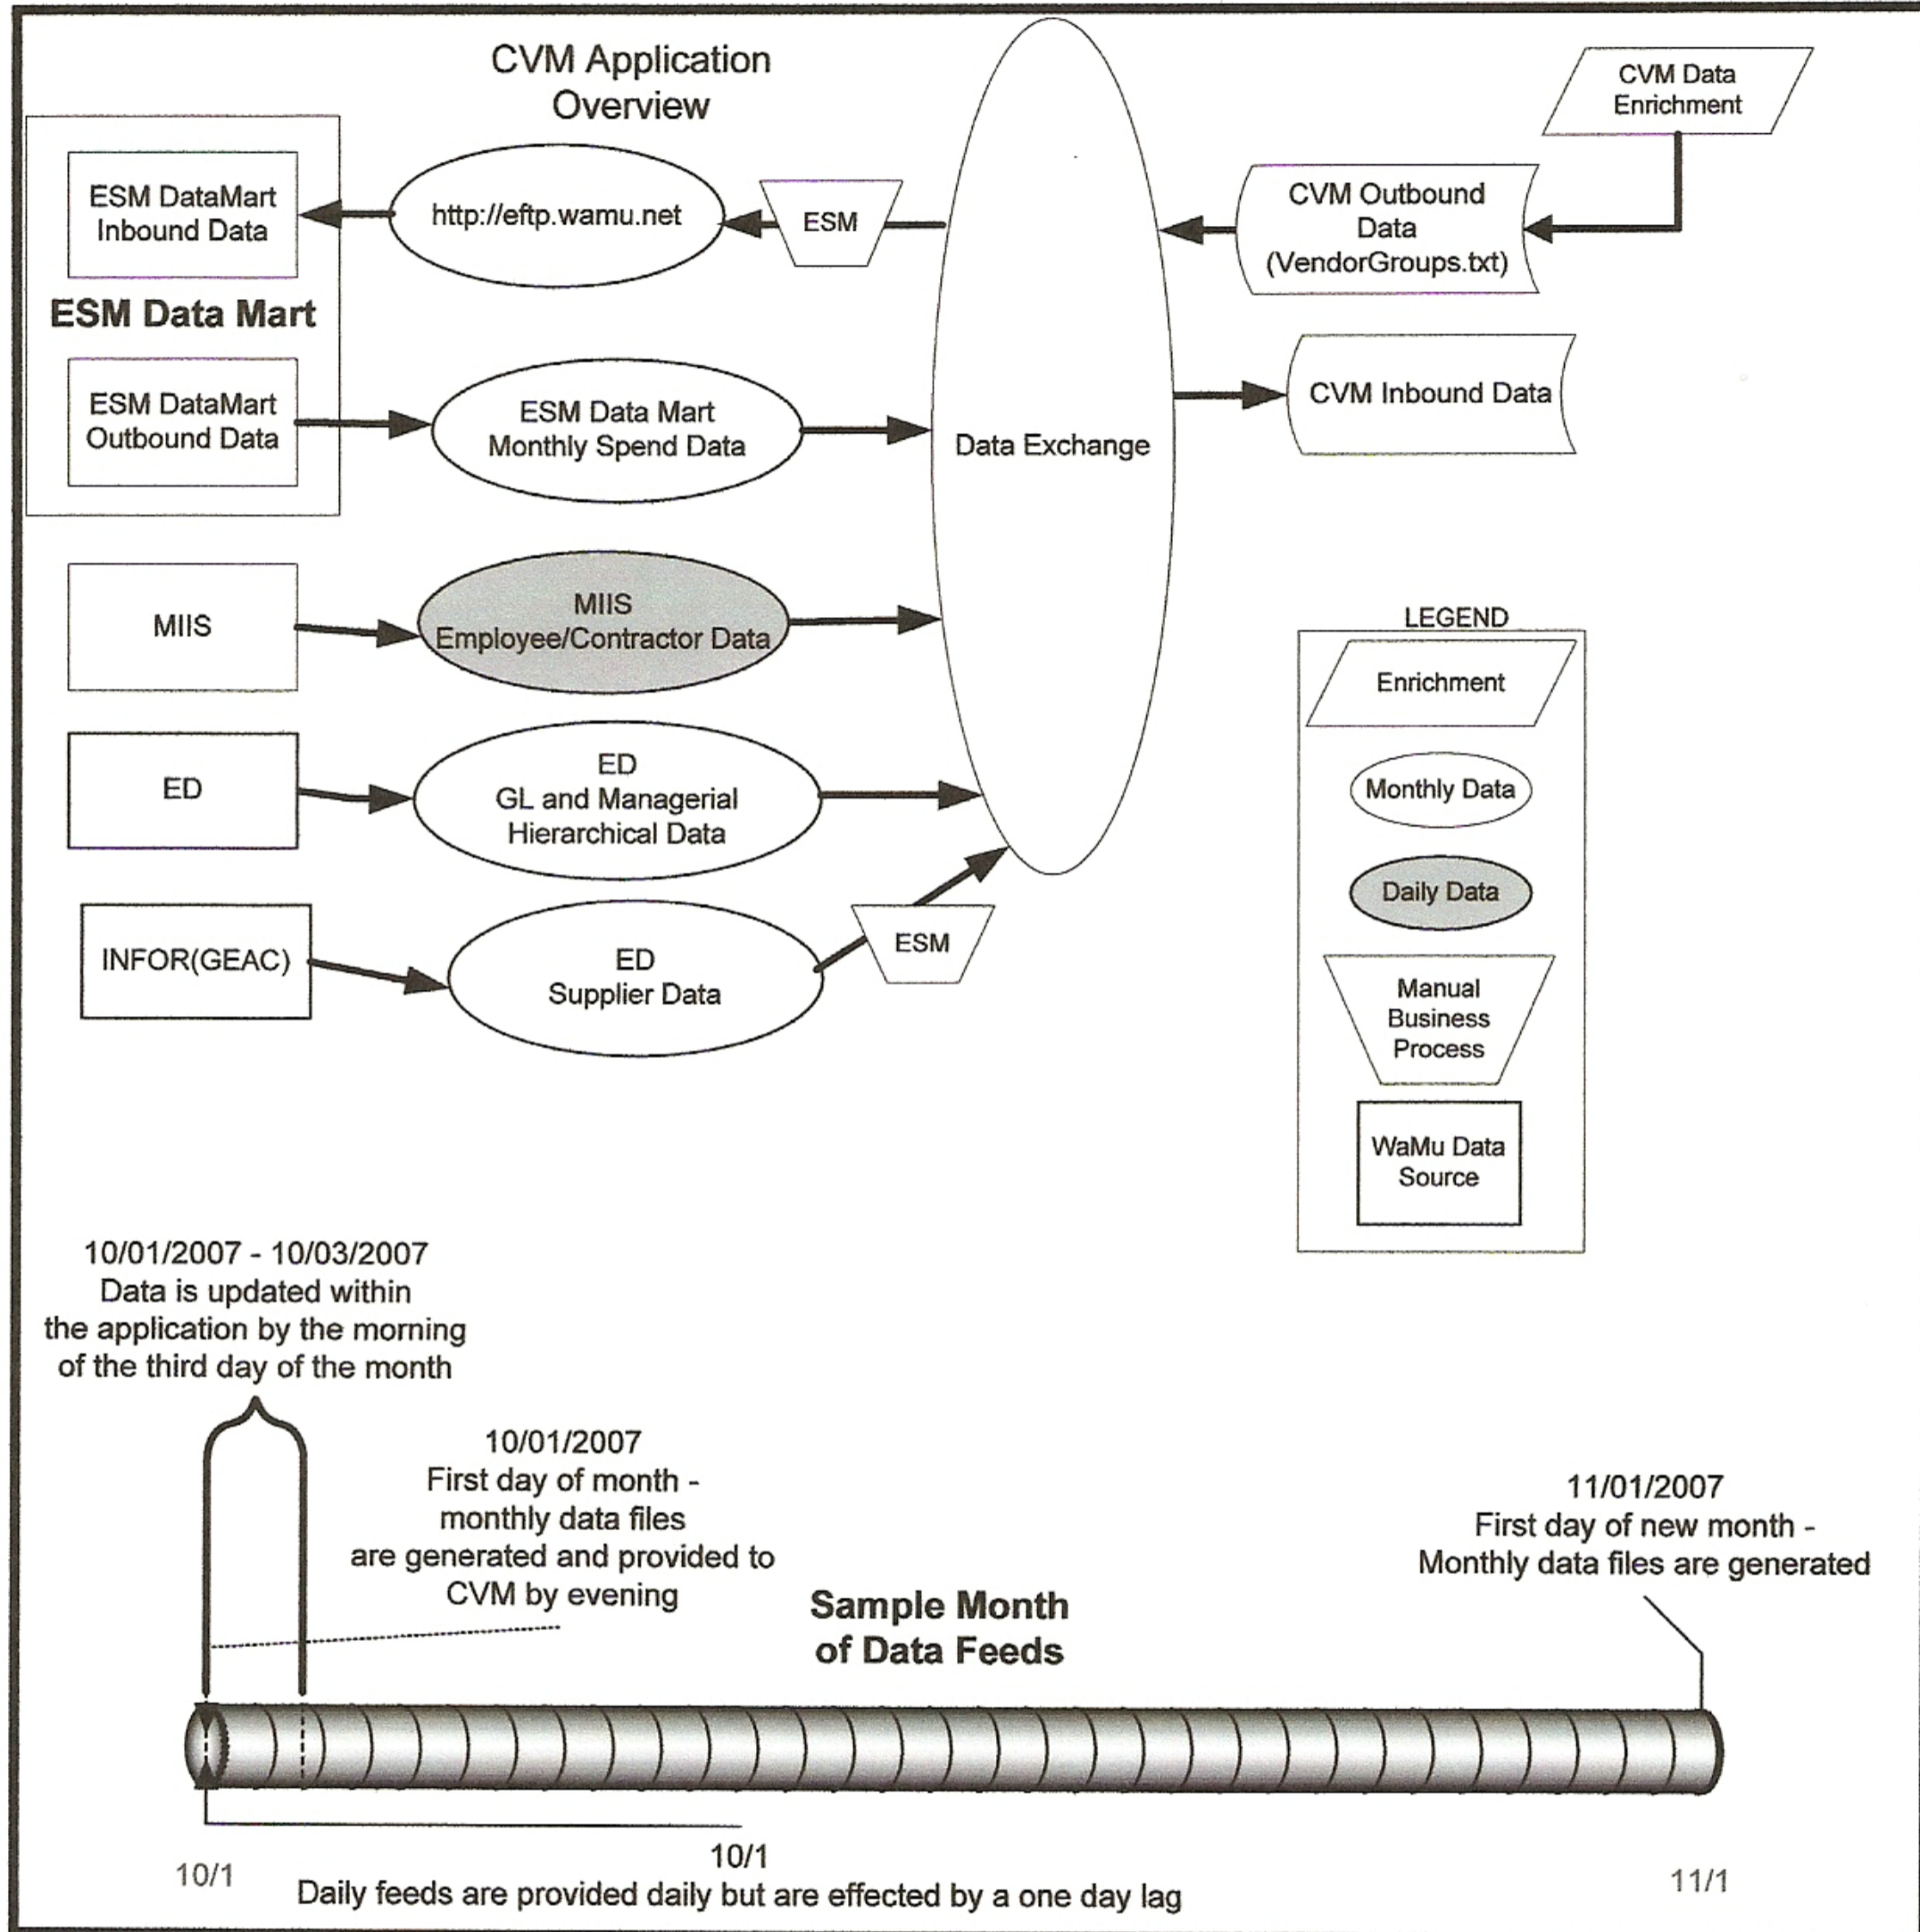 CVM Application
Overview
CVM Data
Enrichment
ESM DataMart
Inbound Data
http://eftp.wamu.net
ESM
CVM Outbound
Data
(VendorGroups.txt)
ESM Data Mart
ESM DataMart
Outbound Data
ESM Data Mart
Monthly Spend Data
Data Exchange
CVM Inbound Data
MIIS
MIIS
Employee/Contractor Data
ED
ED
GL and Managerial
Hierarchical Data
INFOR(GEAC)
ED
Supplier Data
ESM
LEGEND
Enrichment
Monthly Data
Daily Data
Manual
Business
Process
WaMu Data
Source
10/01/2007 - 10/03/2007
Data is updated within
the application by the morning
of the third day of the month
10/01/2007
First day of month -
monthly data files
are generated and provided to
CVM by evening
Sample Month
of Data Feeds
11/01/2007
First day of new month -
Monthly data files are generated
10/1
10/1
Daily feeds are provided daily but are effected by a one day lag
11/1